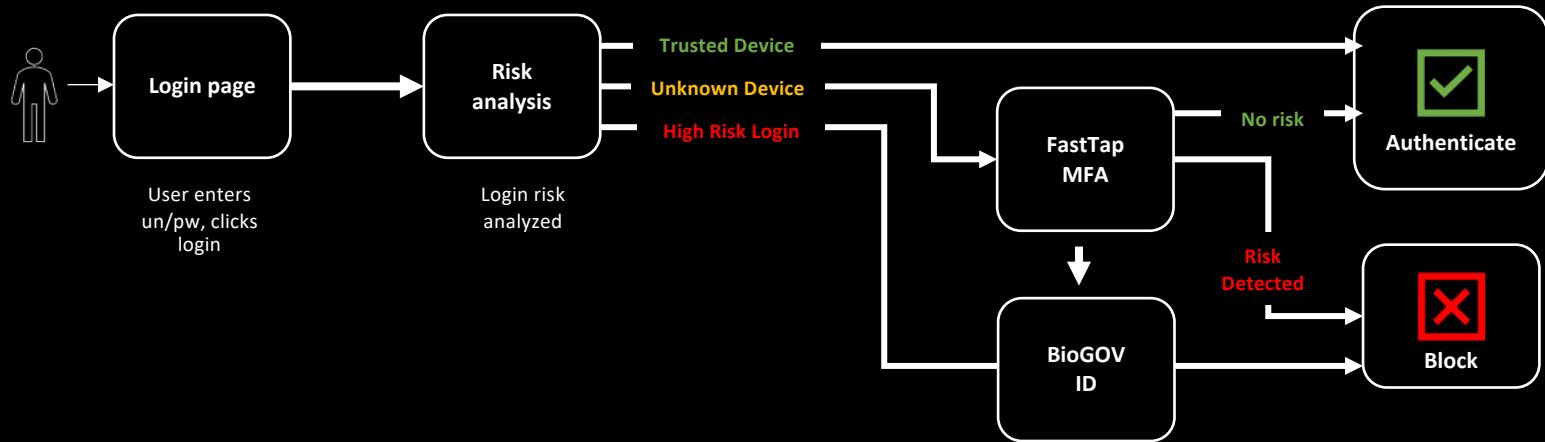 Login page
User enters
un/pw, clicks
login
Risk
analysis
Login risk
analyzed
Trusted Device
Unknown Device
High Risk Login
FastTap
MFA
BioGOV
ID
No risk
Risk
Detected
Authenticate
Block